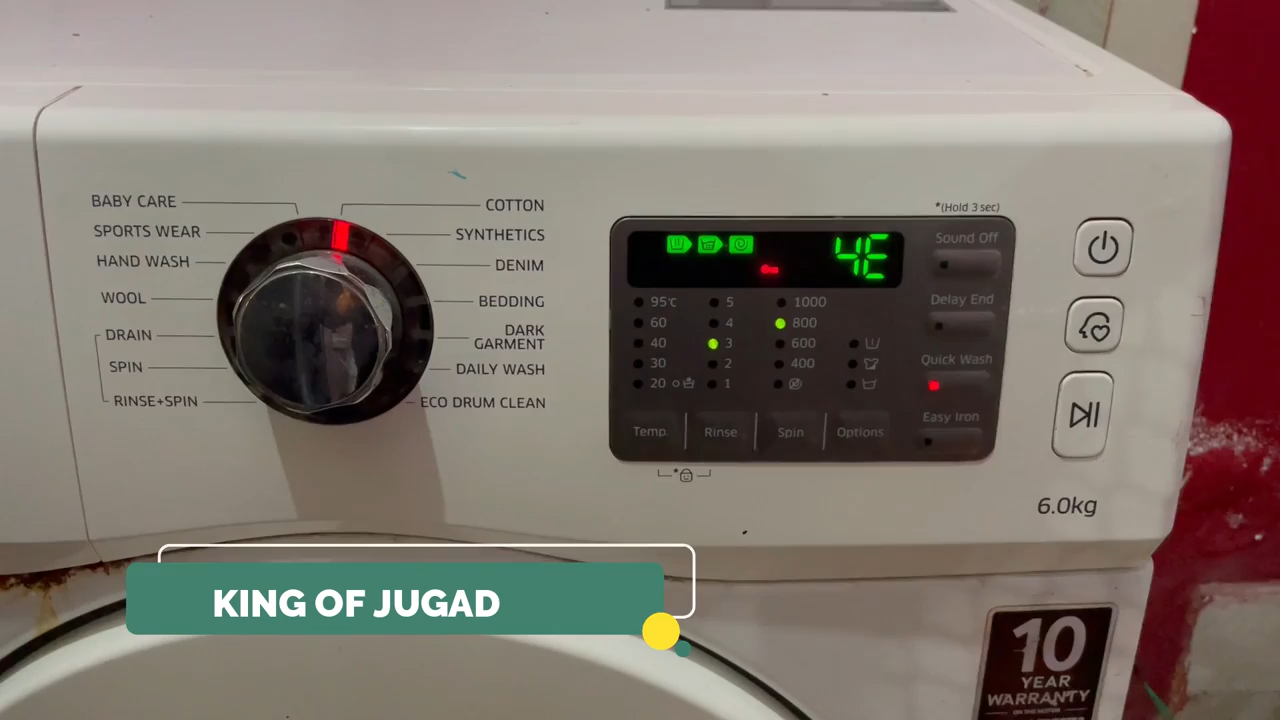 BABY CARE
SPORTS WEAR
HAND WASH
WOOL
DRAIN
SPIN
RINSE+SPIN
COTTON
SYNTHETICS
DENIM
BEDDING
DARK
GARMENT
DAILY WASH
ECO DRUM CLEAN
*(Hold 3 sec)
4E
Sound Off
Delay End
Quick Wash
Easy Iron
95℃ 5 1000
60 4 800
40 3 600
30 2 400
20 1
Temp. Rinse Spin Options
6.0kg
KING OF JUGAD
10
YEAR
WARRANTY
ON THE MOTOR